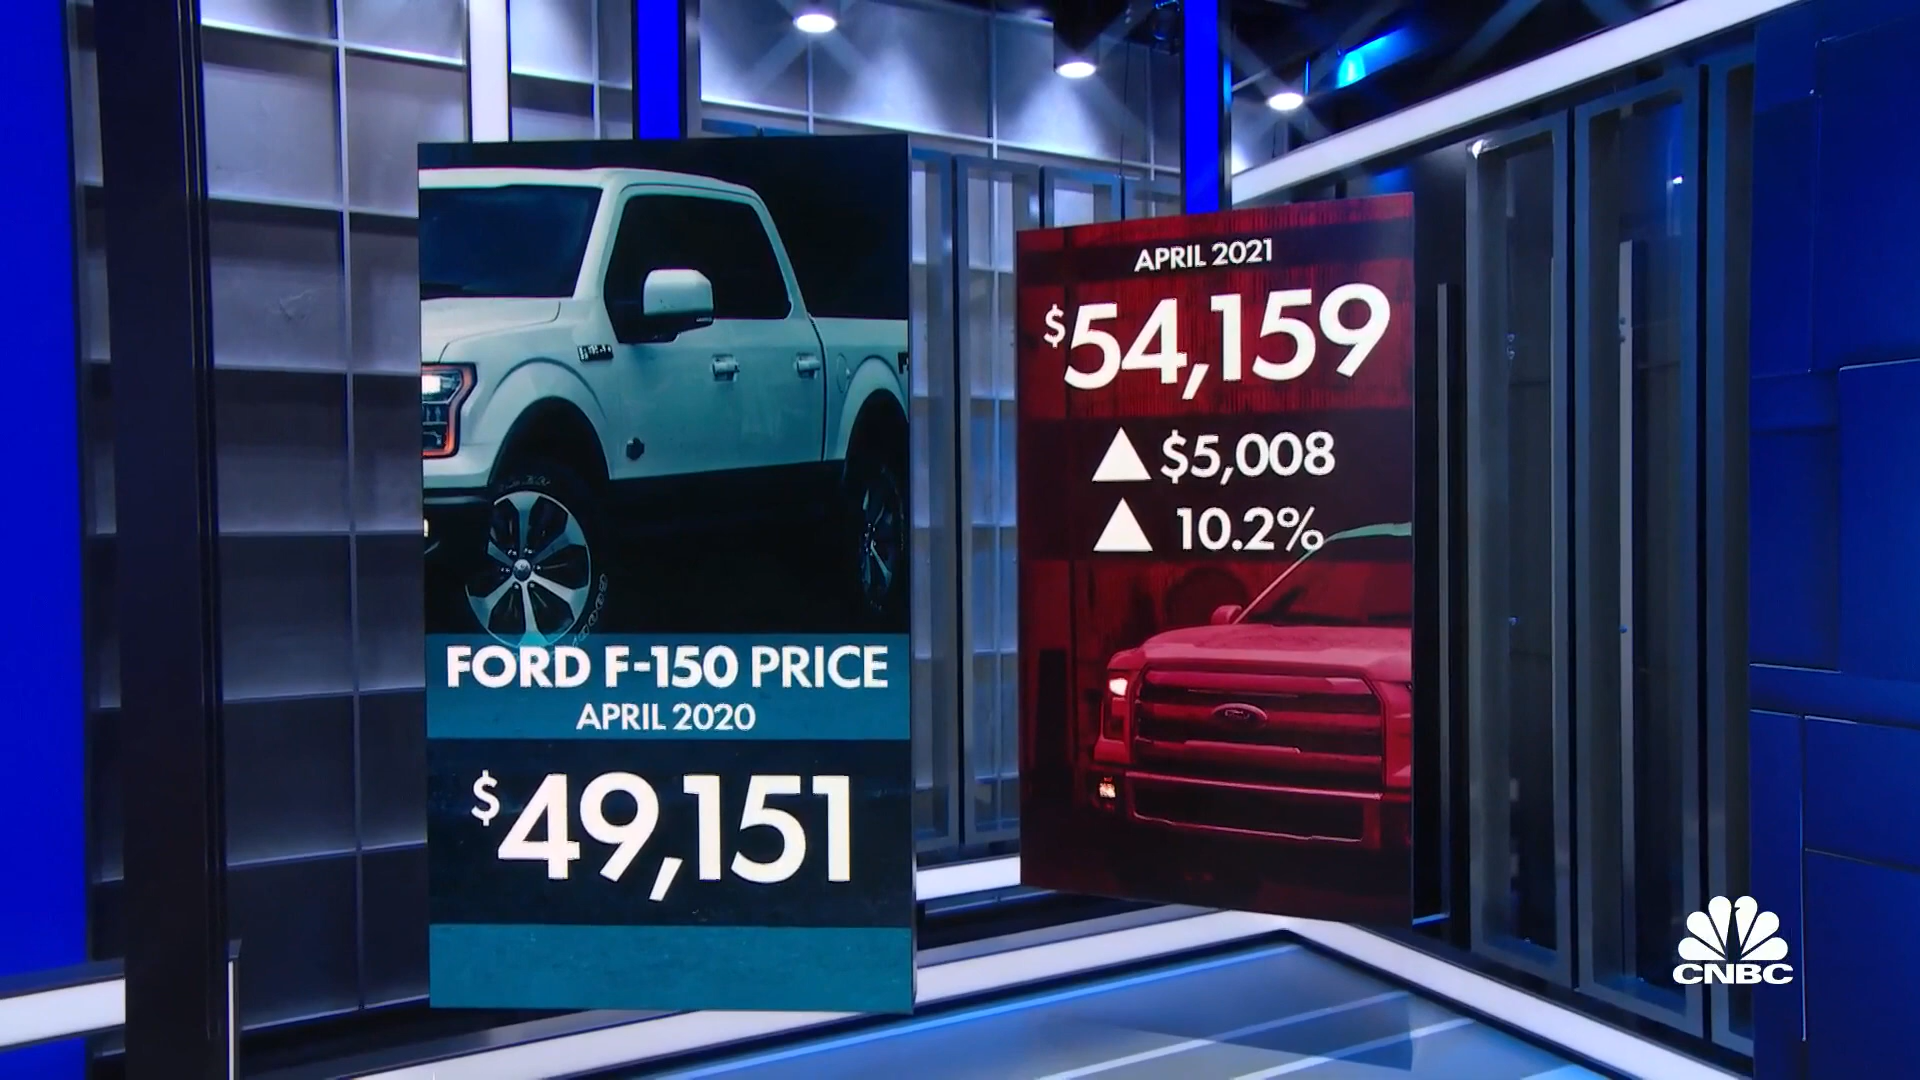 FORD F-150 PRICE
APRIL 2020
$49,151
APRIL 2021
$54,159
▲ $5,008
▲ 10.2%
CNBC